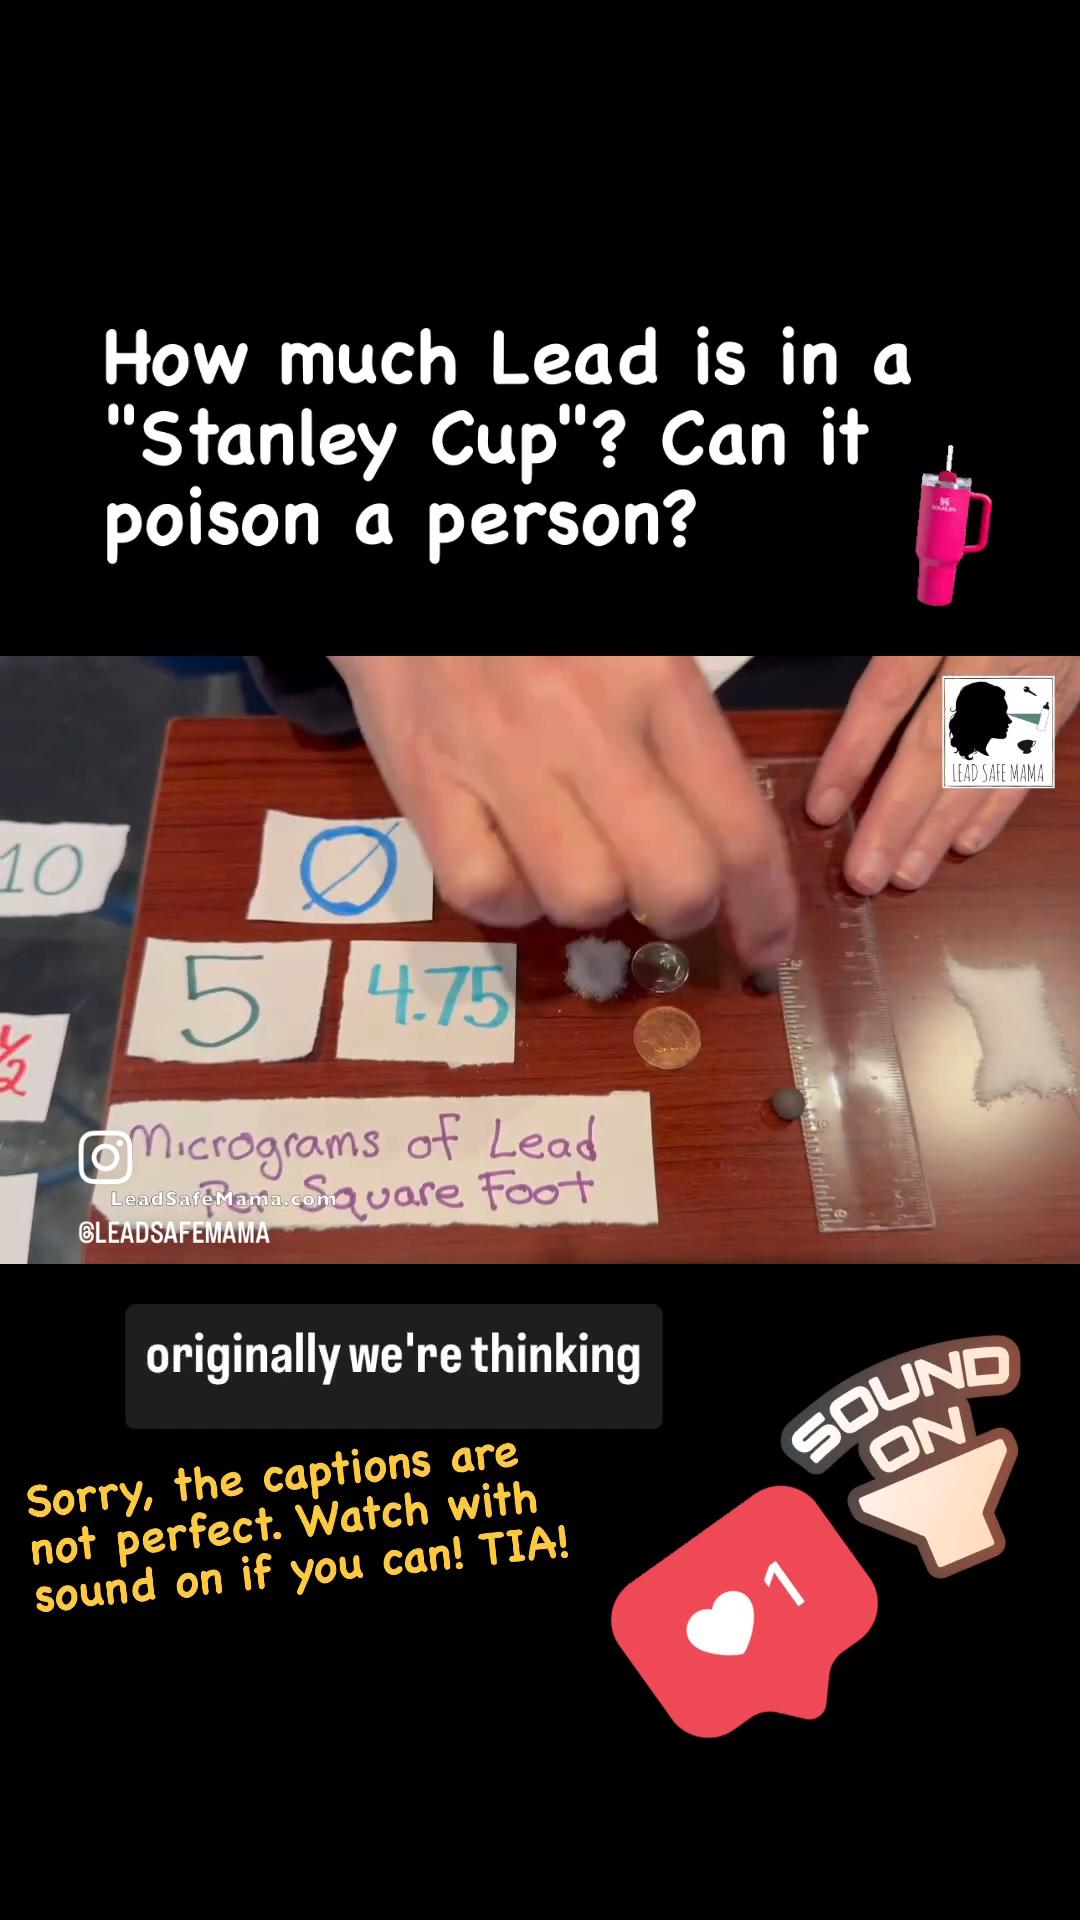 How much Lead is in a
"Stanley Cup"? Can it
poison a person?
LEAD SAFE MAMA
10
Ø
5
4.75
1/2
Micrograms of Lead
Per Square Foot
LeadSafeMama.com
@LEADSAFEMAMA
originally we're thinking
SOUND
ON
Sorry, the captions are
not perfect. Watch with
sound on if you can! TIA!
1